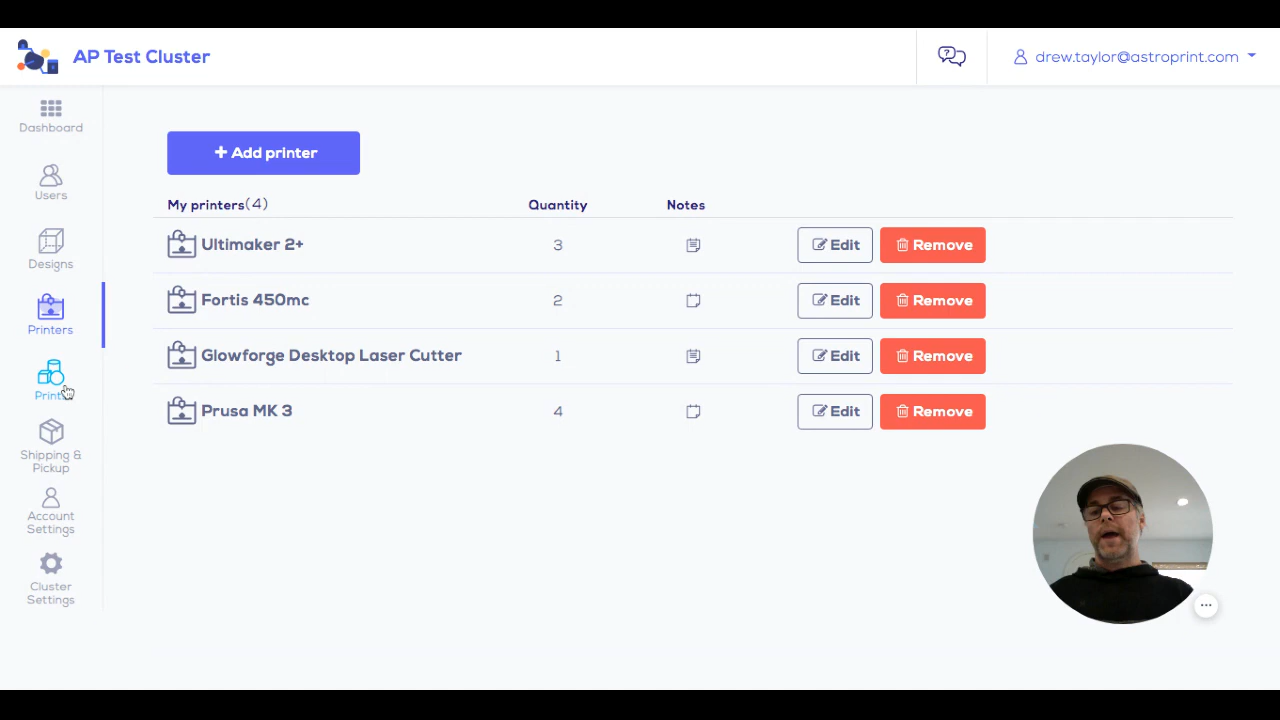 AP Test Cluster
drew.taylor@astroprint.com
Dashboard
Users
Designs
Printers
Shipping &
Pickup
Account
Settings
Cluster
Settings
+ Add printer
My printers(4) Quantity Notes
Ultimaker 2+ 3 Edit Remove
Fortis 450mc 2 Edit Remove
Glowforge Desktop Laser Cutter 1 Edit Remove
Prusa MK 3 4 Edit Remove